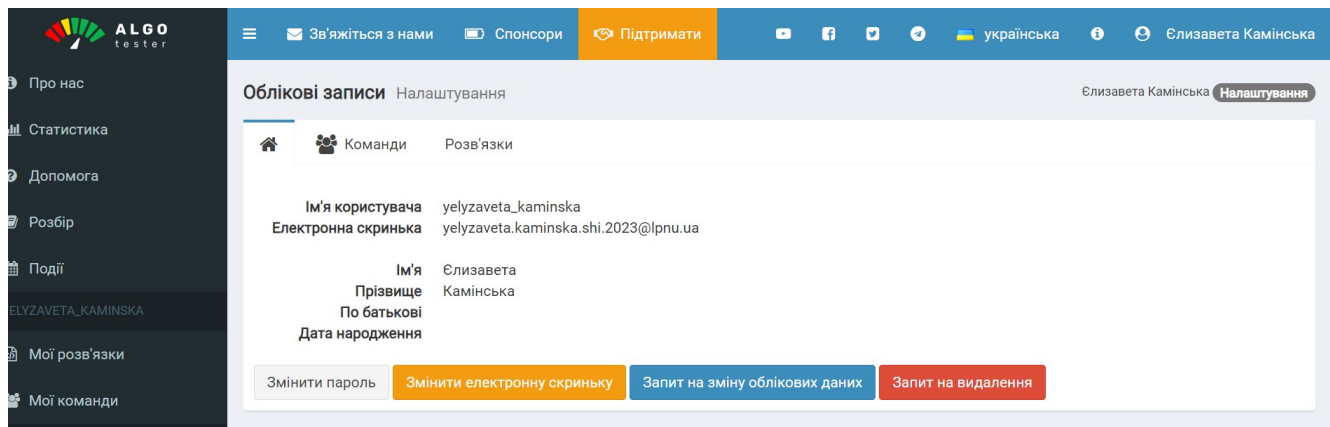 ALGO
tester
Зв'яжіться з нами
Спонсори
Підтримати
українська
Єлизавета Камінська
Про нас
Статистика
Допомога
Розбір
Події
YELYZAVETA_KAMINSKA
Мої розв'язки
Мої команди
Облікові записи Налаштування
Єлизавета Камінська Налаштування
Команди
Розв'язки
Ім'я користувача yelyzaveta_kaminska
Електронна скринька yelyzaveta.kaminska.shi.2023@lpnu.ua
Ім'я Єлизавета
Прізвище Камінська
По батькові
Дата народження
Змінити пароль
Змінити електронну скриньку
Запит на зміну облікових даних
Запит на видалення